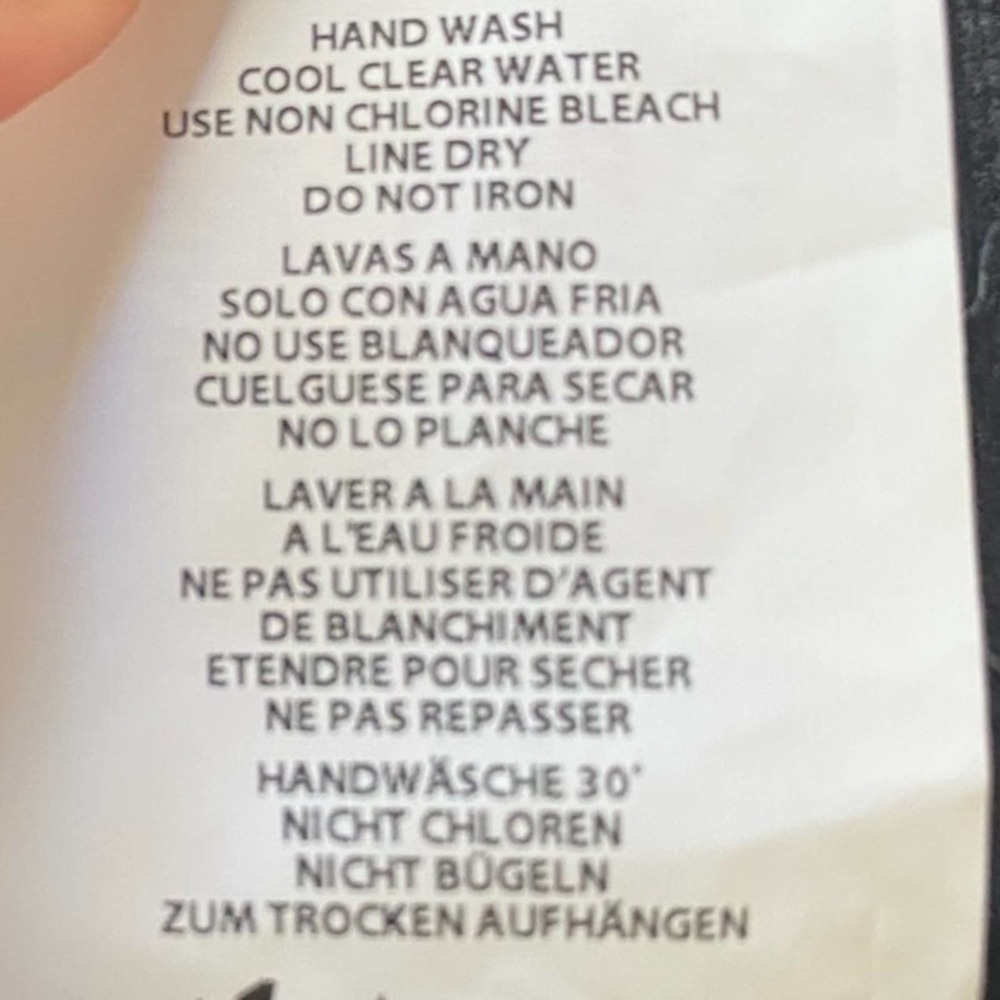 HAND WASH
COOL CLEAR WATER
USE NON CHLORINE BLEACH
LINE DRY
DO NOT IRON
LAVAS A MANO
SOLO CON AGUA FRIA
NO USE BLANQUEADOR
CUELGUESE PARA SECAR
NO LO PLANCHE
LAVER A LA MAIN
A L'EAU FROIDE
NE PAS UTILISER D'AGENT
DE BLANCHIMENT
ETENDRE POUR SECHER
NE PAS REPASSER
HANDWÄSCHE 30°
NICHT CHLOREN
NICHT BÜGELN
ZUM TROCKEN AUFHÄNGEN